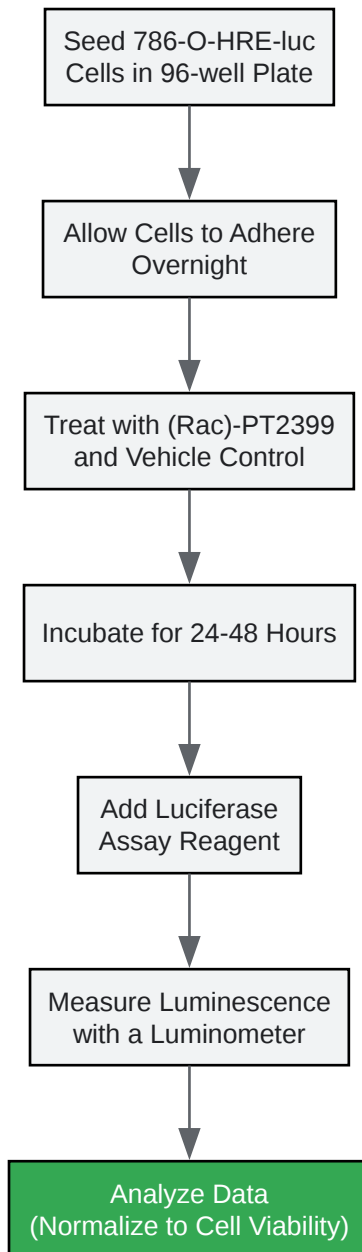 Seed 786-O-HRE-luc
Cells in 96-well Plate
Allow Cells to Adhere
Overnight
Treat with (Rac)-PT2399
and Vehicle Control
Incubate for 24-48 Hours
Add Luciferase
Assay Reagent
Measure Luminescence
with a Luminometer
Analyze Data
(Normalize to Cell Viability)